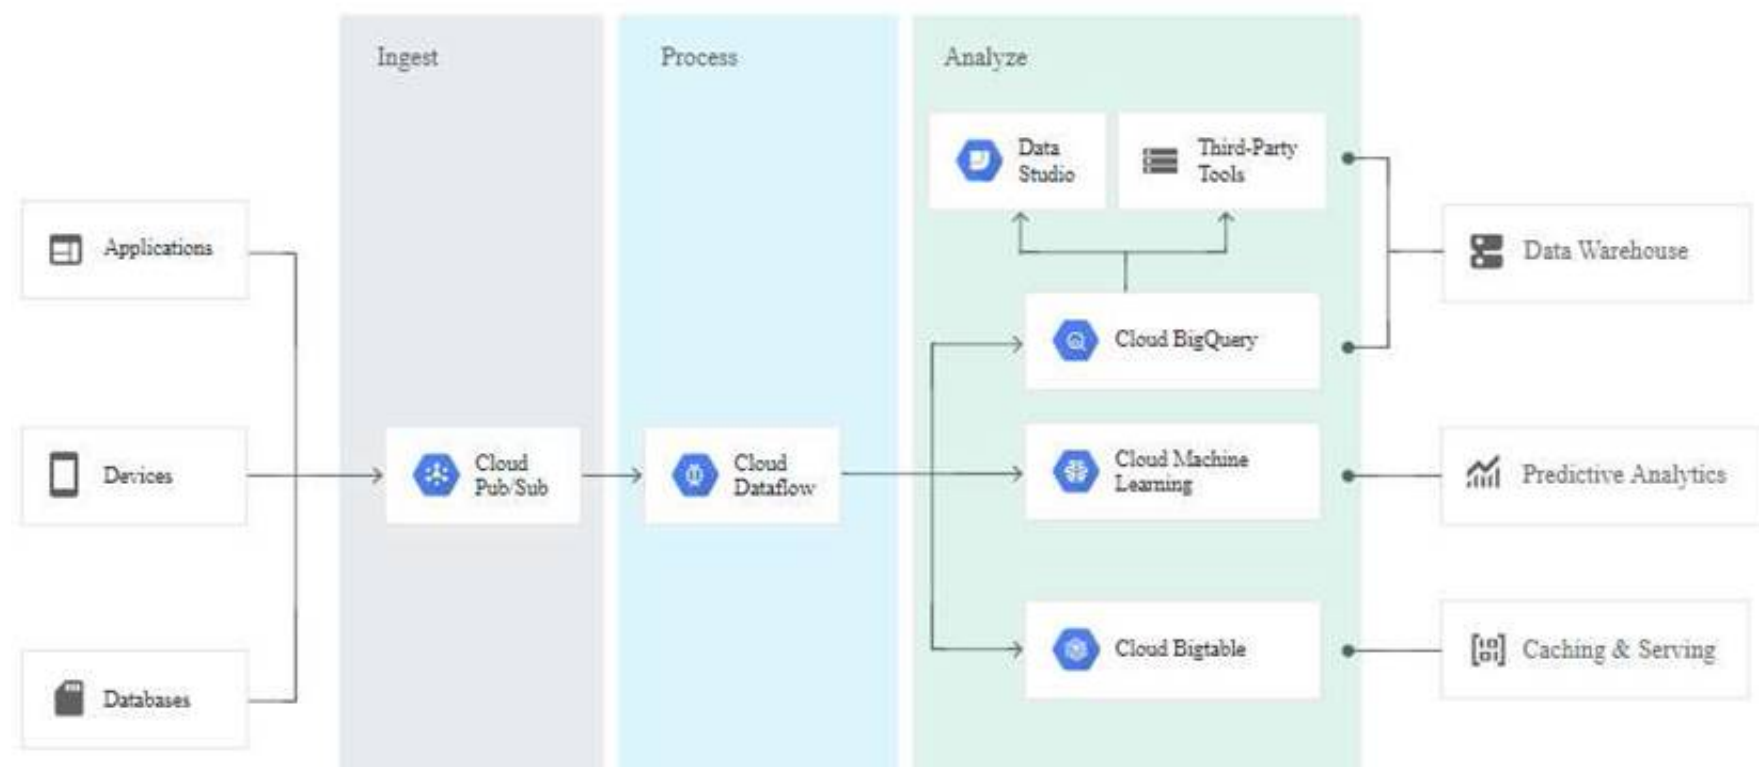 Ingest
Process
Analyze
Data
Studio
Third-Party
Tools
Applications
Data Warehouse
Cloud BigQuery
Devices
Cloud
Pub/Sub
Cloud
Dataflow
Cloud Machine
Learning
Predictive Analytics
Cloud Bigtable
Caching & Serving
Databases